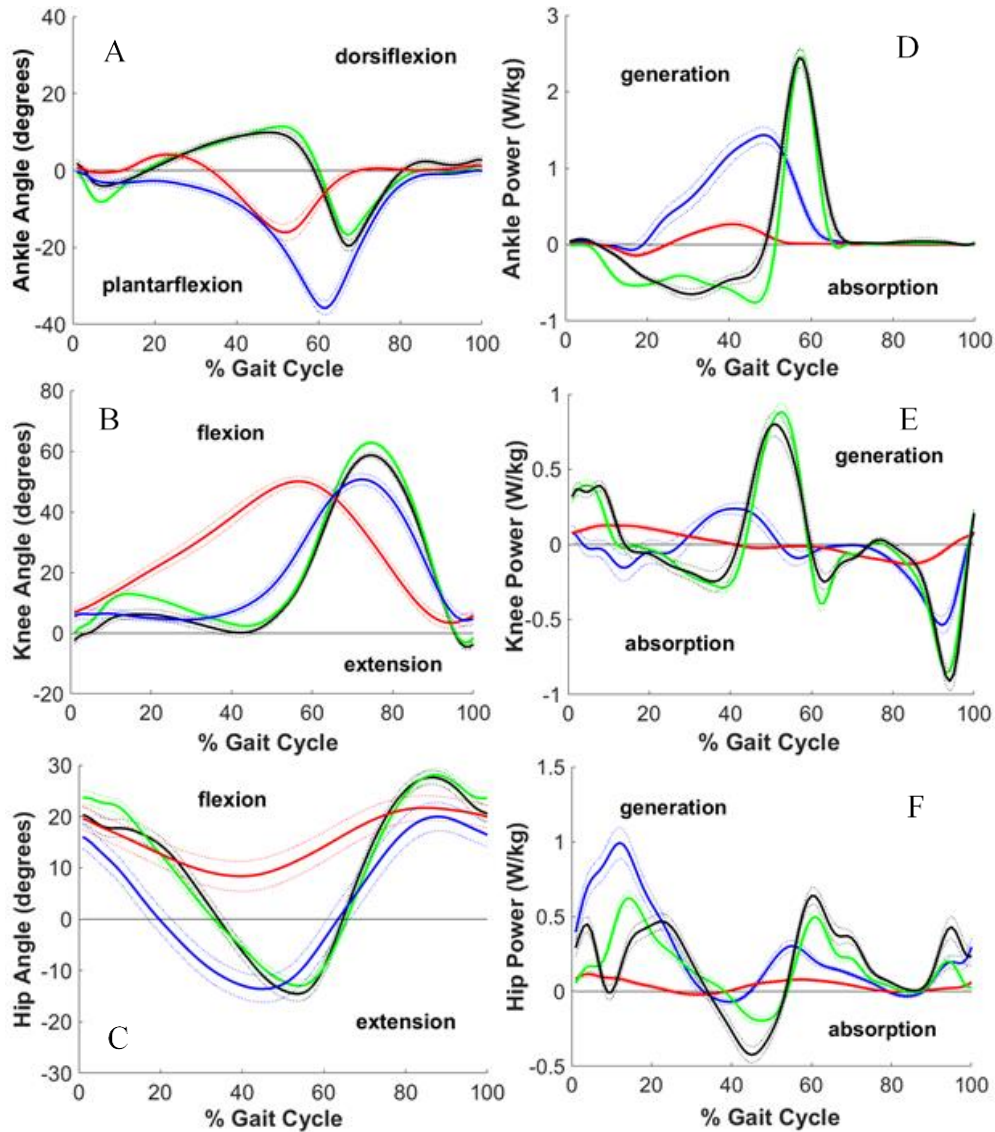 A
dorsiflexion
plantarflexion
Ankle Angle (degrees)
40
20
0
-20
-40
0 20 40 60 80 100
% Gait Cycle
D
generation
absorption
Ankle Power (W/kg)
3
2
1
0
-1
0 20 40 60 80 100
% Gait Cycle
B
flexion
extension
Knee Angle (degrees)
80
60
40
20
0
-20
0 20 40 60 80 100
% Gait Cycle
E
generation
absorption
Knee Power (W/kg)
1
0.5
0
-0.5
-1
0 20 40 60 80 100
% Gait Cycle
C
flexion
extension
Hip Angle (degrees)
30
20
10
0
-10
-20
-30
0 20 40 60 80 100
% Gait Cycle
F
generation
absorption
Hip Power (W/kg)
1.5
1
0.5
0
-0.5
0 20 40 60 80 100
% Gait Cycle